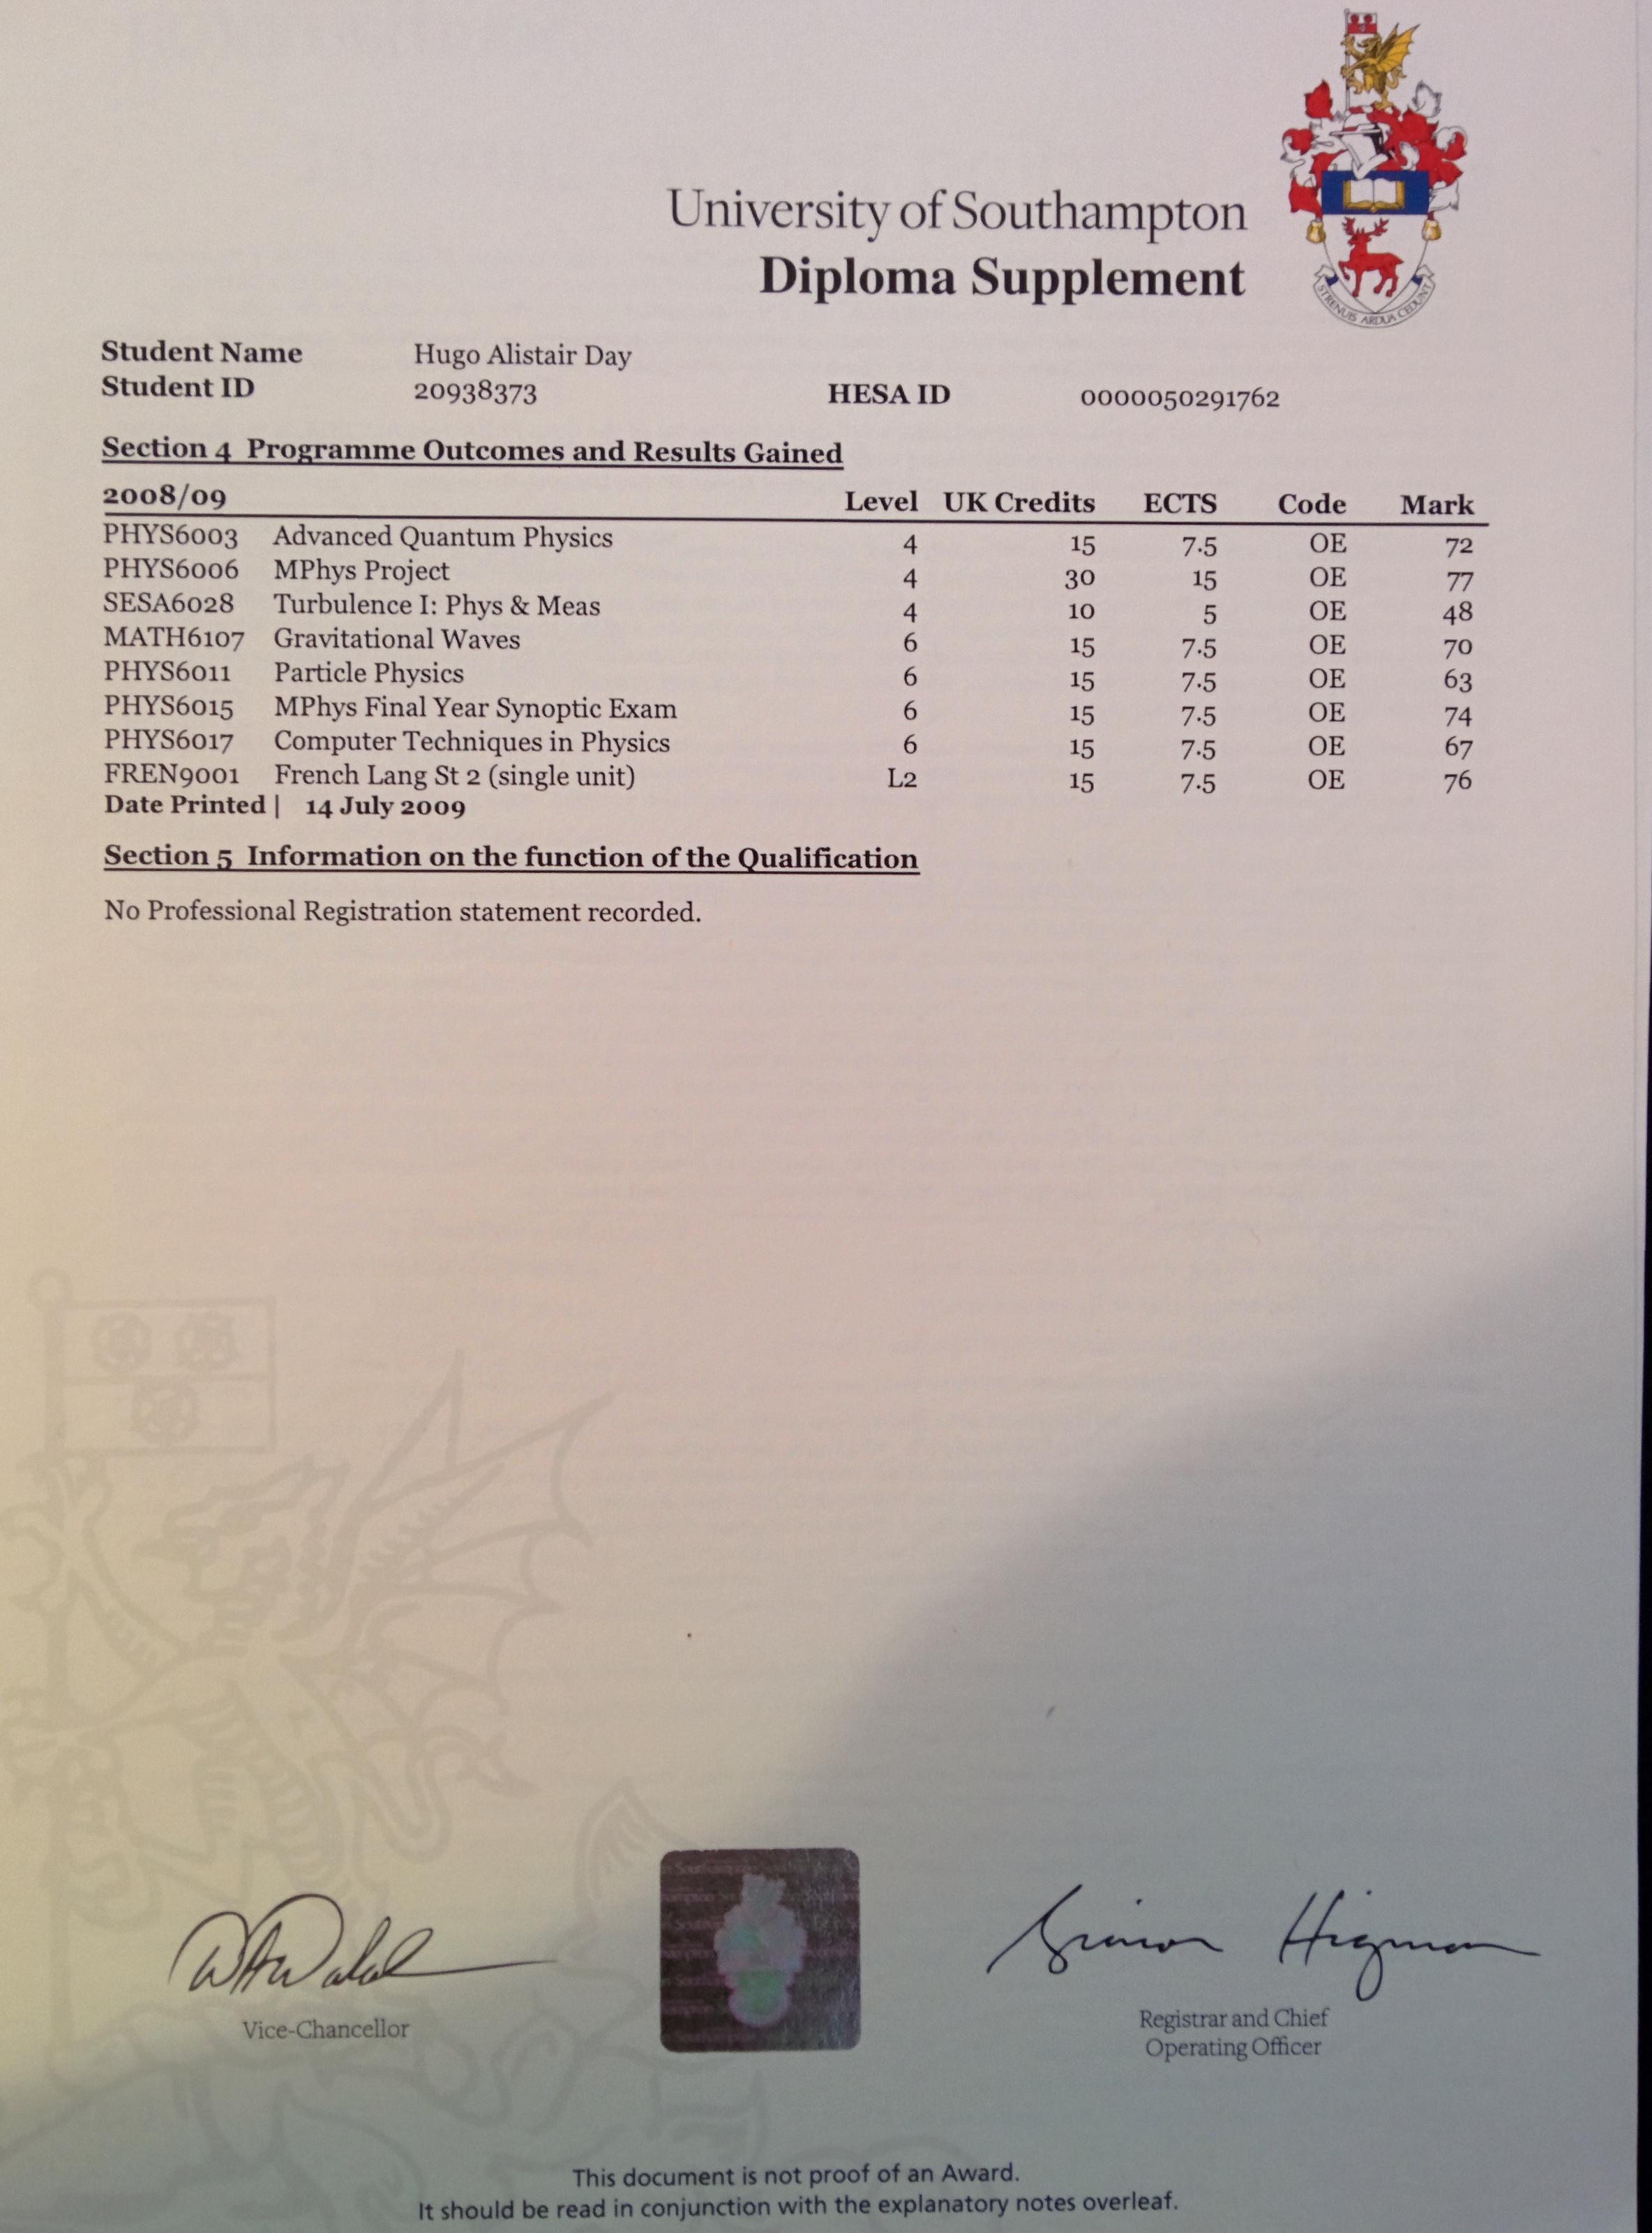 University of Southampton
Diploma Supplement
STRENUIS ARDUA CEDUNT
Student Name Hugo Alistair Day
Student ID 20938373 HESA ID 0000050291762
Section 4 Programme Outcomes and Results Gained
2008/09 Level UK Credits ECTS Code Mark
PHYS6003 Advanced Quantum Physics 4 15 7.5 OE 72
PHYS6006 MPhys Project 4 30 15 OE 77
SESA6028 Turbulence I: Phys & Meas 4 10 5 OE 48
MATH6107 Gravitational Waves 6 15 7.5 OE 70
PHYS6011 Particle Physics 6 15 7.5 OE 63
PHYS6015 MPhys Final Year Synoptic Exam 6 15 7.5 OE 74
PHYS6017 Computer Techniques in Physics 6 15 7.5 OE 67
FREN9001 French Lang St 2 (single unit) L2 15 7.5 OE 76
Date Printed | 14 July 2009
Section 5 Information on the function of the Qualification
No Professional Registration statement recorded.
Simon Higman
Vice-Chancellor
Registrar and Chief
Operating Officer
This document is not proof of an Award.
It should be read in conjunction with the explanatory notes overleaf.